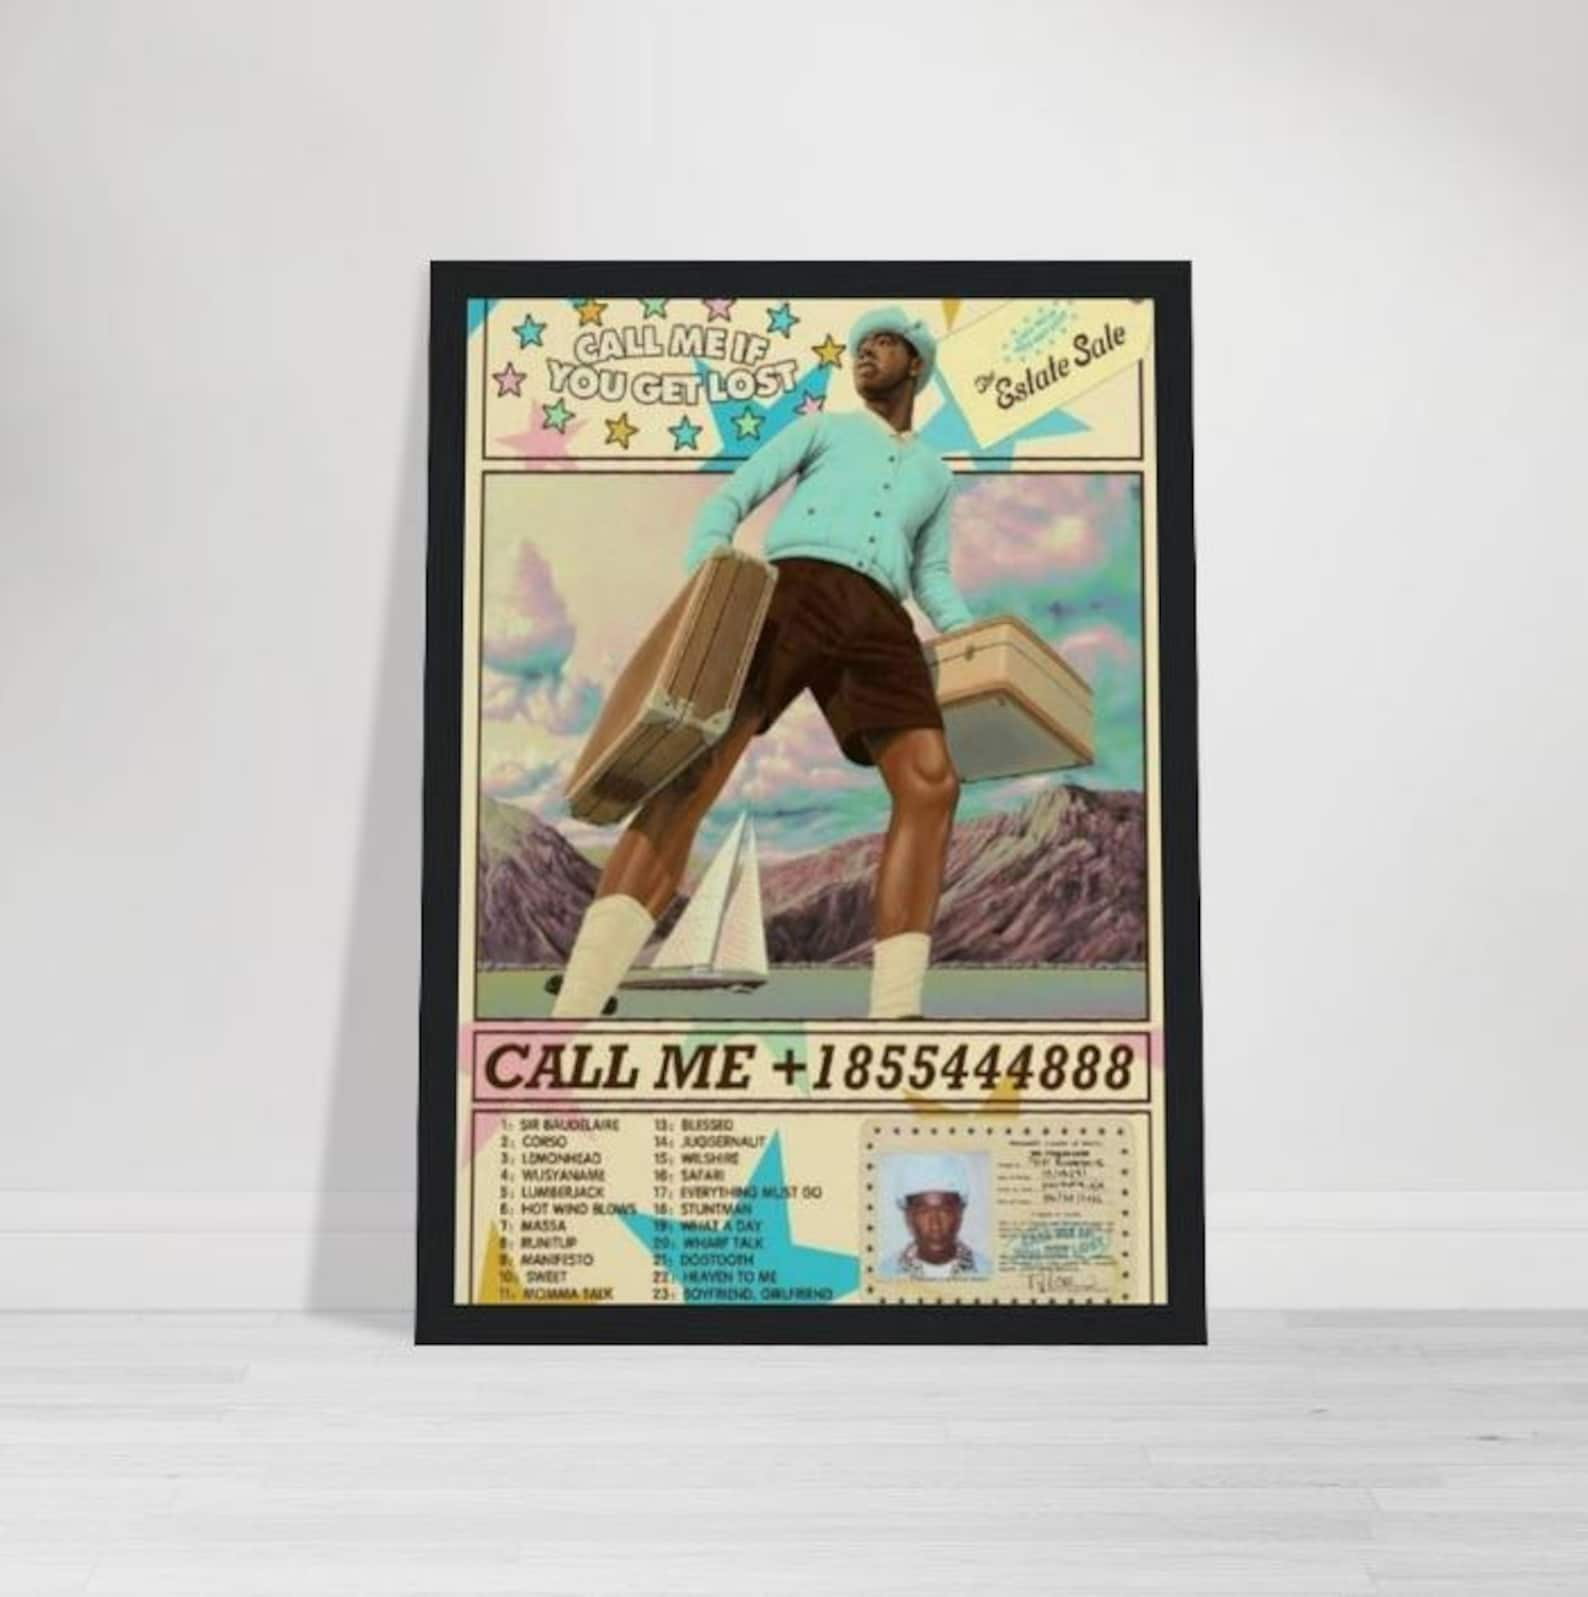 CALL ME IF
YOU GET LOST
The
Estate Sale
CALL ME +1855444888
1: SIR BAUDELAIRE
2: CORSO
3: LEMONHEAD
4: WUSYANAME
5: LUMBERJACK
6: HOT WIND BLOWS
7: MASSA
8: RUNITUP
9: MANIFESTO
10: SWEET
11: MOMMA TALK
13: BLESSED
14: JUGGERNAUT
15: WILSHIRE
16: SAFARI
17: EVERYTHING MUST GO
18: STUNTMAN
19: WHAT A DAY
20: WHARF TALK
21: DOGTOOTH
22: HEAVEN TO ME
23: BOYFRIEND, GIRLFRIEND